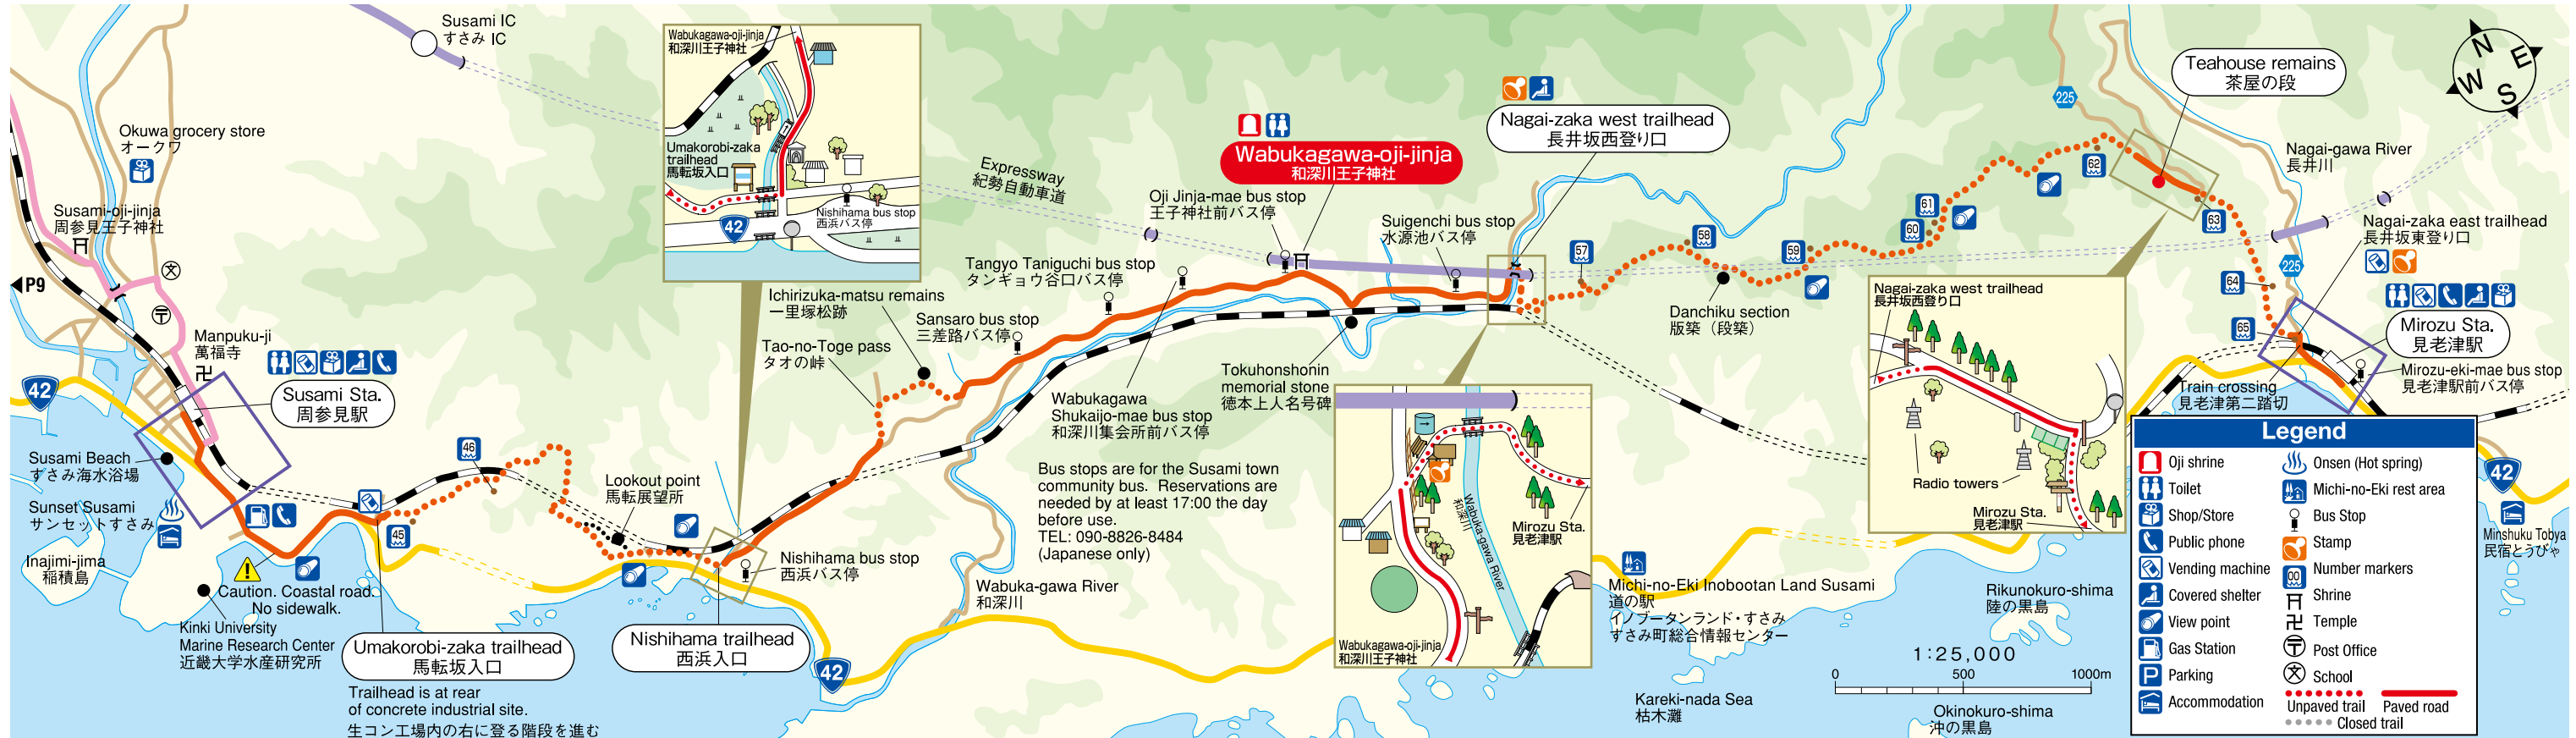 Susami IC
すさみ IC
Okuwa grocery store
オークワ
Susami-oji-jinja
周参見王子神社
文
P9
〒
Manpuku-ji
萬福寺
42
Susami Sta.
周参見駅
Susami Beach
すさみ海水浴場
Sunset Susami
サンセットすさみ
Inajimi-jima
稲積島
Caution. Coastal road.
No sidewalk.
Kinki University
Marine Research Center
近畿大学水産研究所
45
46
Umakorobi-zaka trailhead
馬転坂入口
Trailhead is at rear
of concrete industrial site.
生コン工場内の右に登る階段を進む
Lookout point
馬転展望所
Nishihama trailhead
西浜入口
Nishihama bus stop
西浜バス停
42
Wabukagawa-oji-jinja
和深川王子神社
Umakorobi-zaka
trailhead
馬転坂入口
Nishihama bus stop
西浜バス停
42
Ichirizuka-matsu remains
一里塚松跡
Tao-no-Toge pass
タオの峠
Sansaro bus stop
三差路バス停
Tangyo Taniguchi bus stop
タンギョウ谷口バス停
Expressway
紀勢自動車道
Wabukagawa
Shukaijo-mae bus stop
和深川集会所前バス停
Bus stops are for the Susami town
community bus. Reservations are
needed by at least 17:00 the day
before use.
TEL: 090-8826-8484
(Japanese only)
Wabuka-gawa River
和深川
Wabukagawa-oji-jinja
和深川王子神社
Oji Jinja-mae bus stop
王子神社前バス停
Suigenchi bus stop
水源池バス停
Tokuhonshonin
memorial stone
徳本上人名号碑
Nagai-zaka west trailhead
長井坂西登り口
Wabuka-gawa River
和深川
Mirozu Sta.
見老津駅
Wabukagawa-oji-jinja
和深川王子神社
57
58
59
60
61
62
63
64
65
Danchiku section
版築（段築）
Michi-no-Eki Inobootan Land Susami
道の駅
イノブータンランド・すさみ
すさみ町総合情報センター
Kareki-nada Sea
枯木灘
Nagai-zaka west trailhead
長井坂西登り口
Radio towers
Mirozu Sta.
見老津駅
1:25,000
0 500 1000m
Rikunokuro-shima
陸の黒島
Okinokuro-shima
沖の黒島
225
Teahouse remains
茶屋の段
N
E
W
S
Nagai-gawa River
長井川
Nagai-zaka east trailhead
長井坂東登り口
225
Mirozu Sta.
見老津駅
Mirozu-eki-mae bus stop
見老津駅前バス停
Train crossing
見老津第二踏切
42
Minshuku Tobya
民宿とうびや
Legend
Oji shrine
Toilet
Shop/Store
Public phone
Vending machine
Covered shelter
View point
Gas Station
P Parking
Accommodation
Onsen (Hot spring)
Michi-no-Eki rest area
Bus Stop
Stamp
00 Number markers
Shrine
Temple
〒 Post Office
文 School
Unpaved trail
Paved road
Closed trail